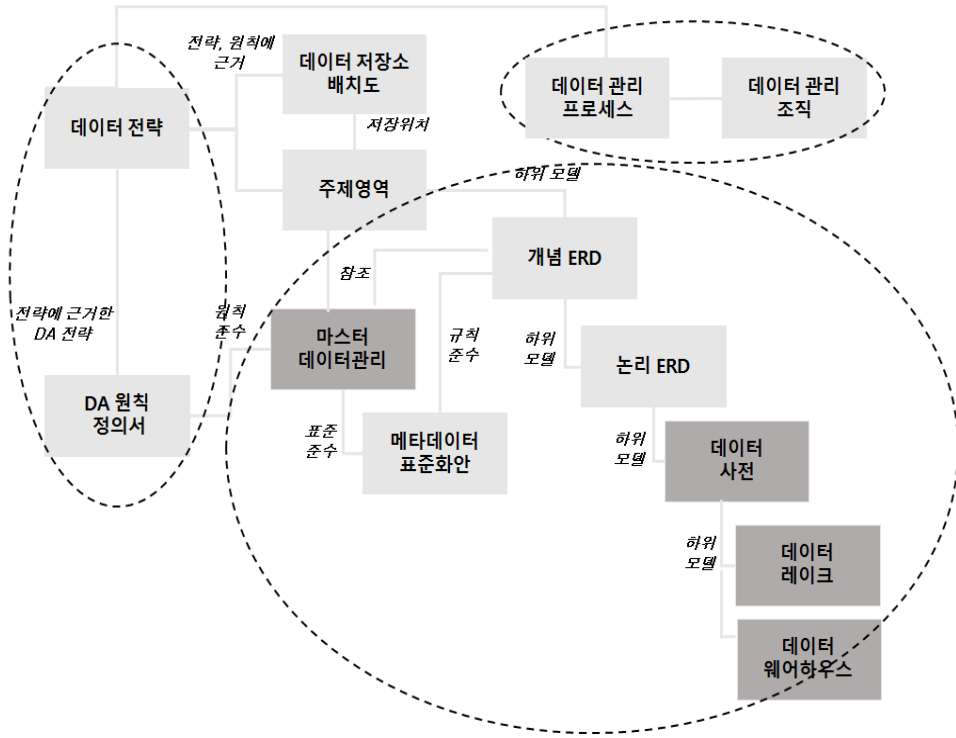 전략, 원칙에
근거
데이터 저장소
배치도
데이터 관리
프로세스
데이터 관리
조직
데이터 전략
저장위치
주제영역
하위 모델
개념 ERD
참조
전략에 근거한
DA 전략
원칙
준수
마스터
데이터관리
규칙
준수
하위
모델
논리 ERD
DA 원칙
정의서
표준
준수
메타데이터
표준화안
하위
모델
데이터
사전
하위
모델
데이터
레이크
데이터
웨어하우스